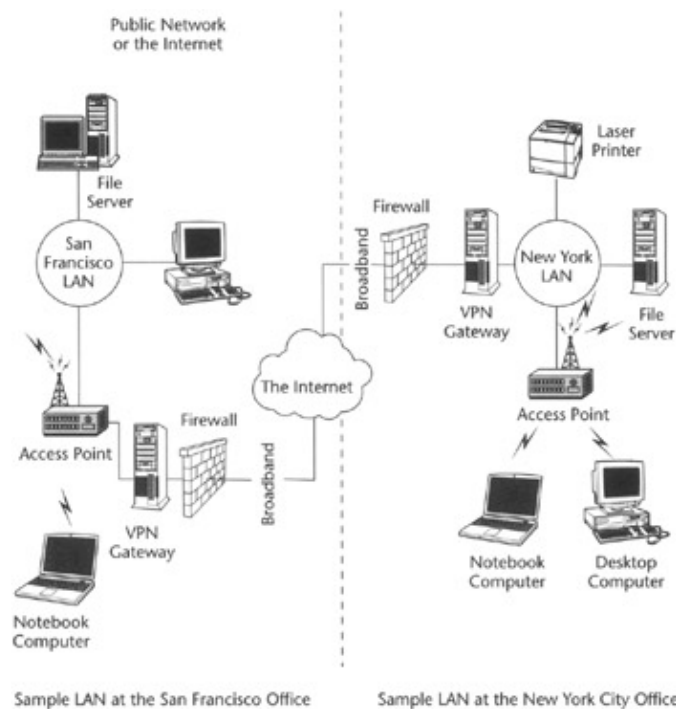 Public Network
or the Internet
File
Server
San
Francisco
LAN
Access Point
VPN
Gateway
Firewall
Broadband
Notebook
Computer
The Internet
Sample LAN at the San Francisco Office
Laser
Printer
Firewall
Broadband
VPN
Gateway
New York
LAN
File
Server
Access Point
Notebook
Computer
Desktop
Computer
Sample LAN at the New York City Office